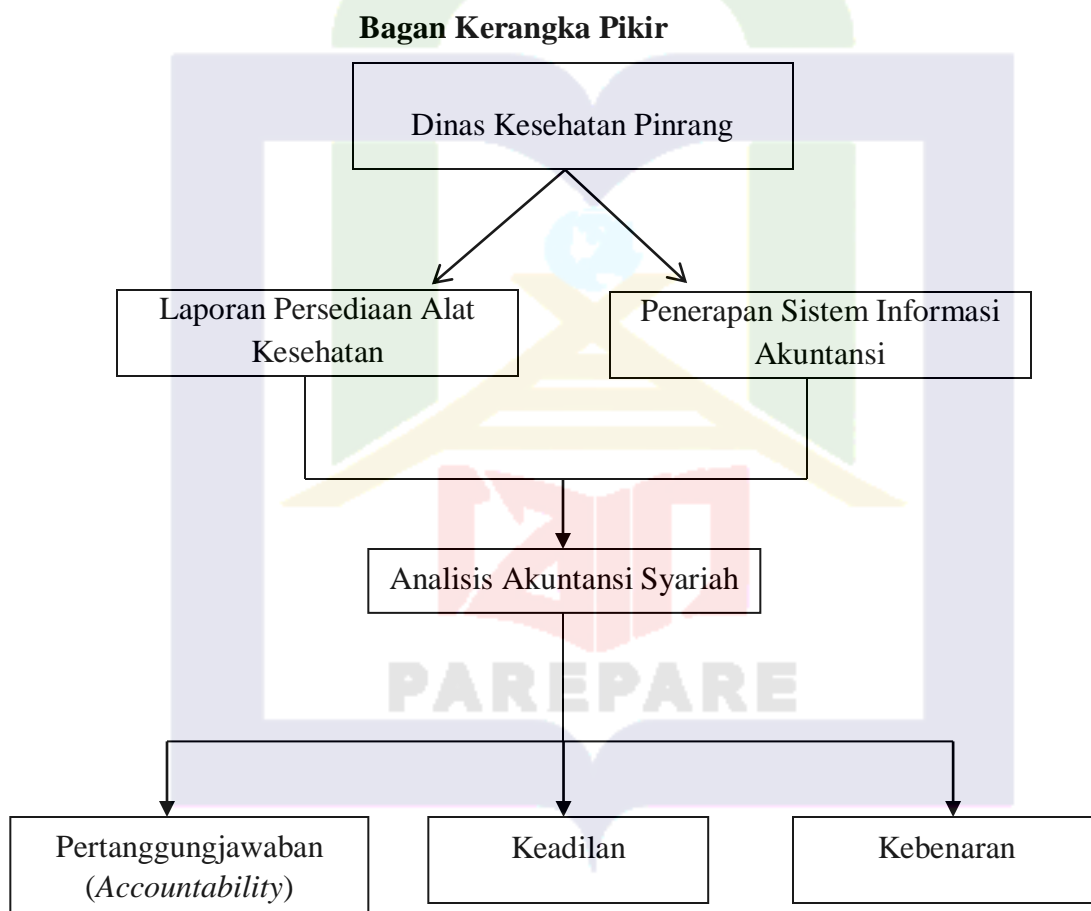 Bagan Kerangka Pikir
Dinas Kesehatan Pinrang
Laporan Persediaan Alat
Kesehatan
Penerapan Sistem Informasi
Akuntansi
Analisis Akuntansi Syariah
PAREPARE
Pertanggungjawaban
(Accountability)
Keadilan
Kebenaran